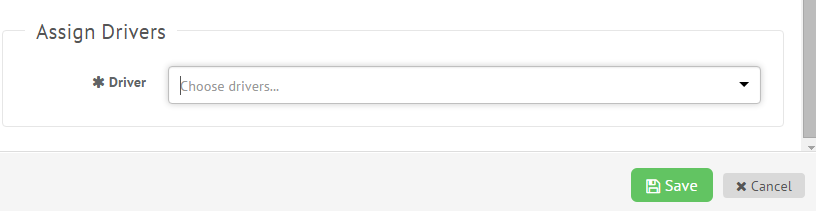 Assign Drivers
✱ Driver
Choose drivers...
Save
Cancel